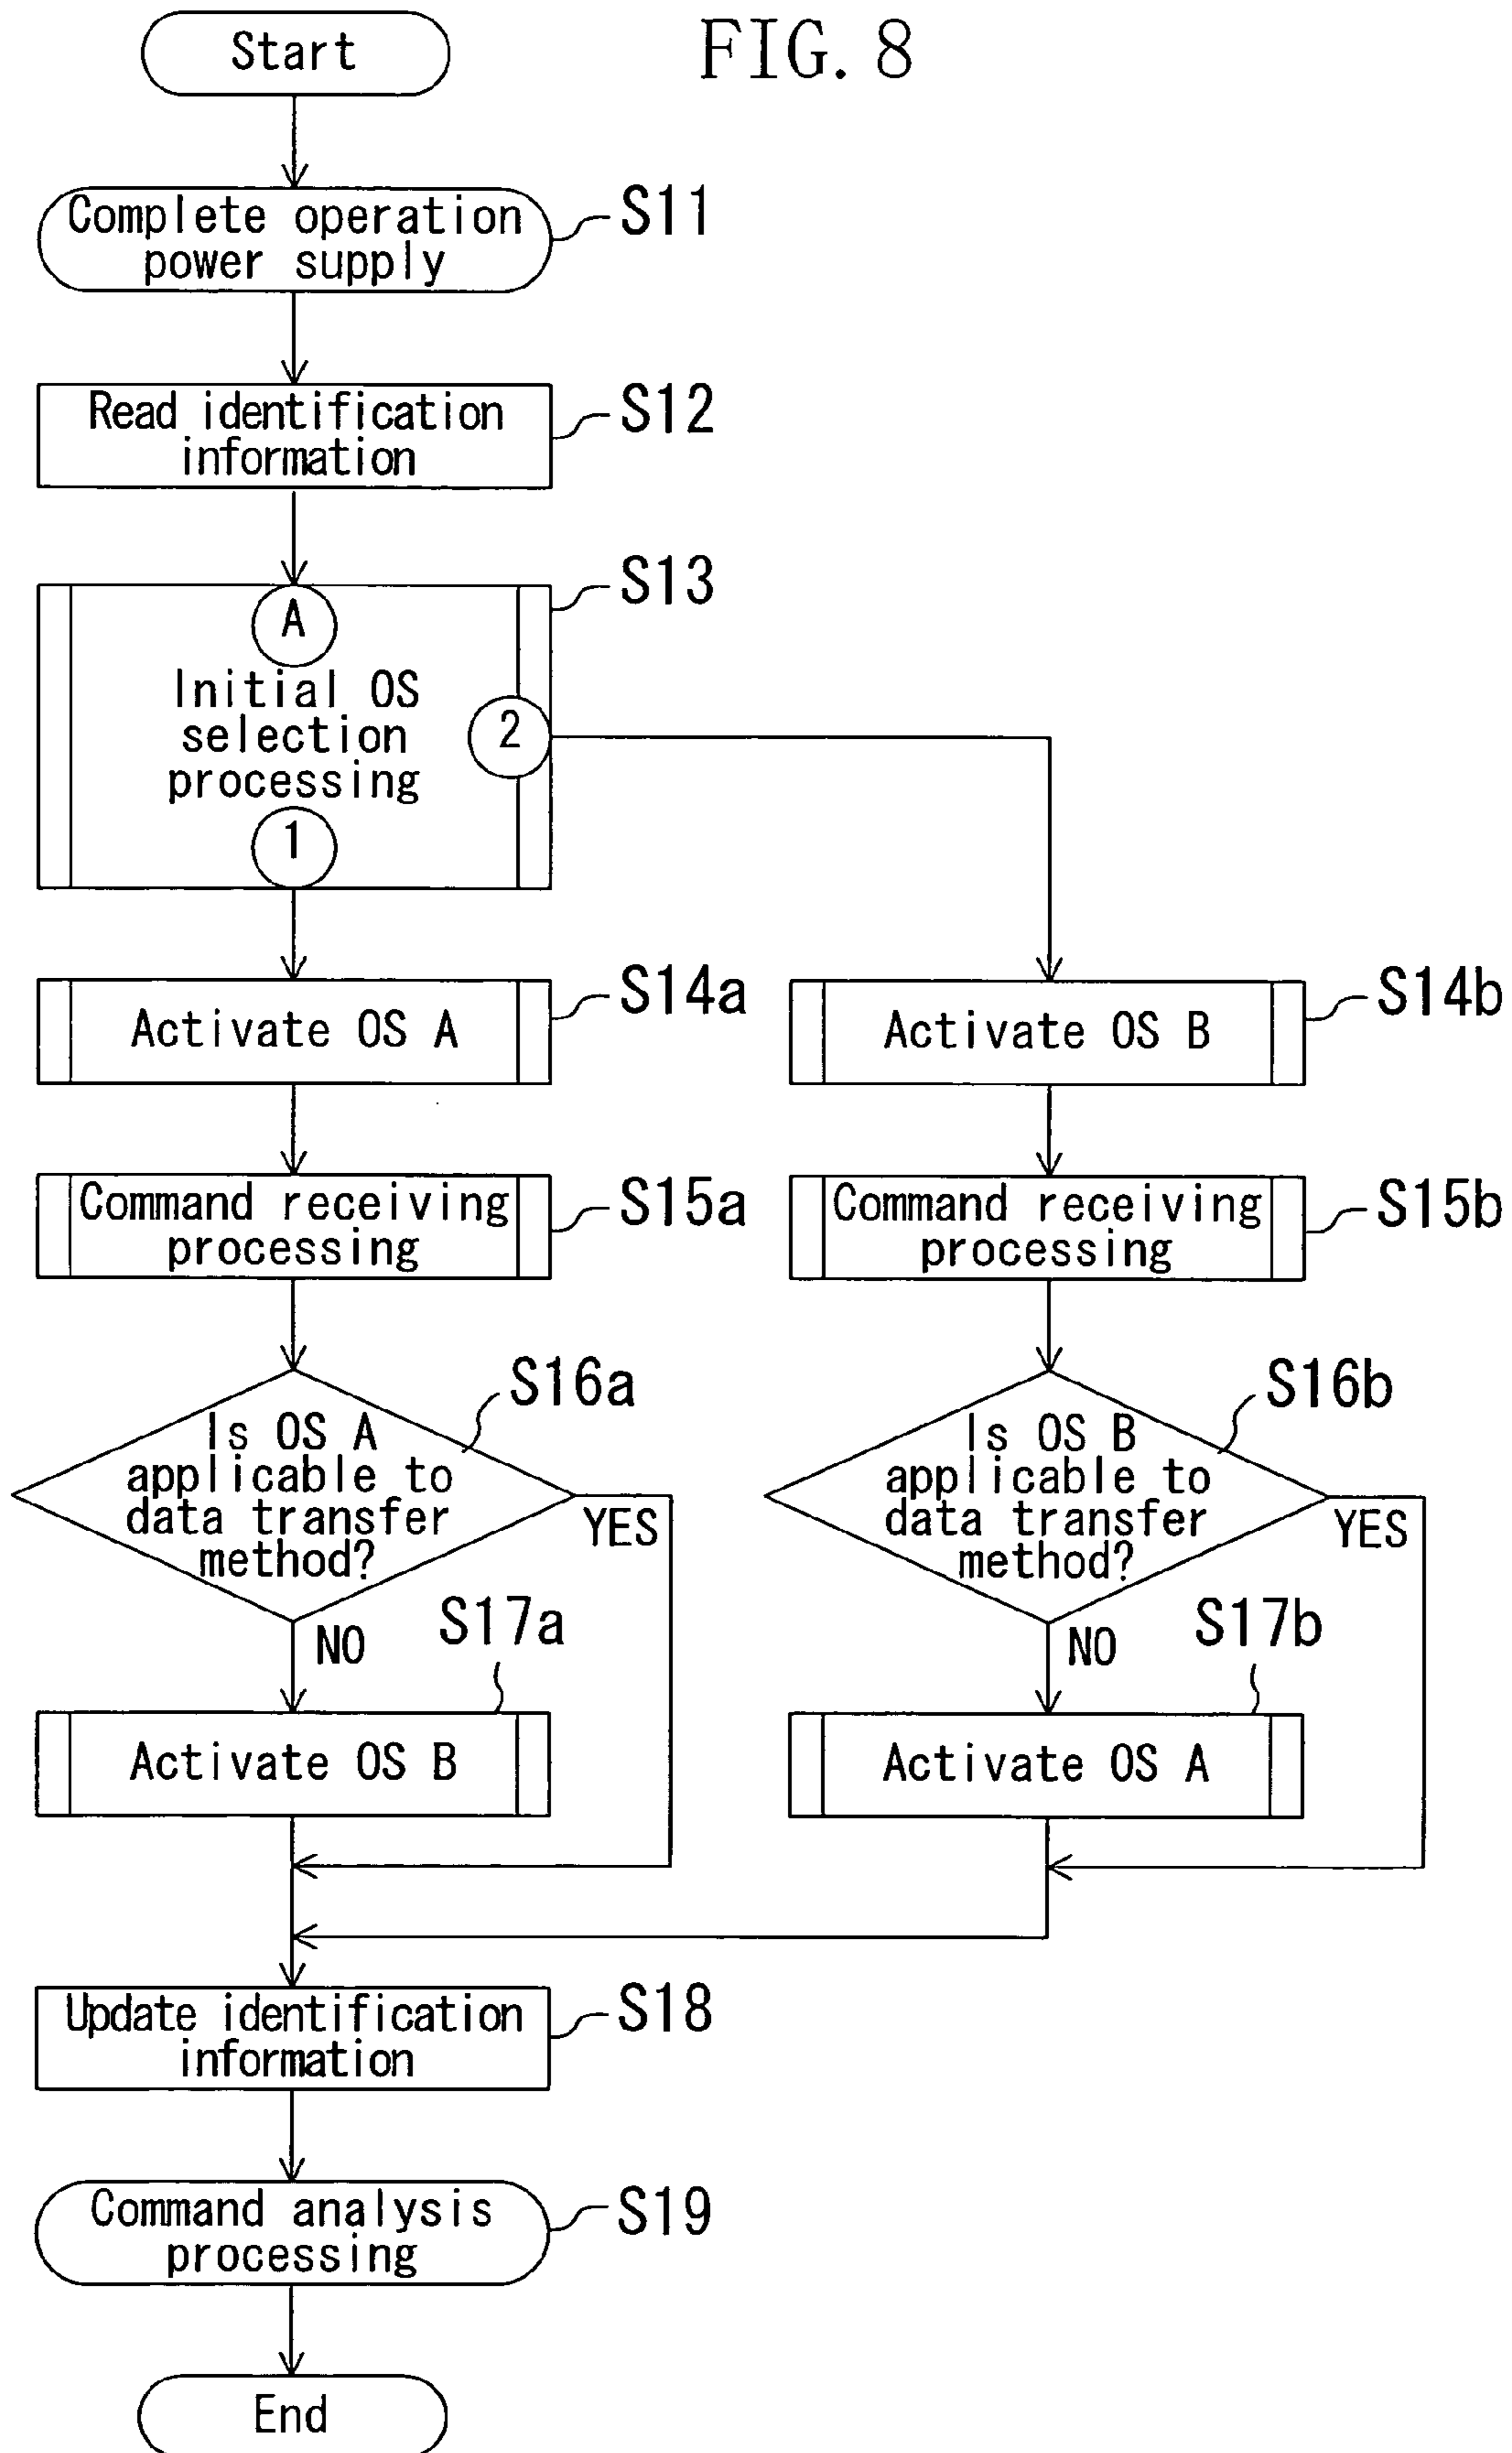 FIG. 8
Start
Complete operation
power supply
S11
Read identification
information
S12
S13
A
Initial OS
selection
processing
2
1
Activate OS A
S14a
Activate OS B
S14b
Command receiving
processing
S15a
Command receiving
processing
S15b
S16a
Is OS A
applicable to
data transfer
method?
YES
NO
S16b
Is OS B
applicable to
data transfer
method?
YES
NO
S17a
Activate OS B
S17b
Activate OS A
Update identification
information
S18
Command analysis
processing
S19
End